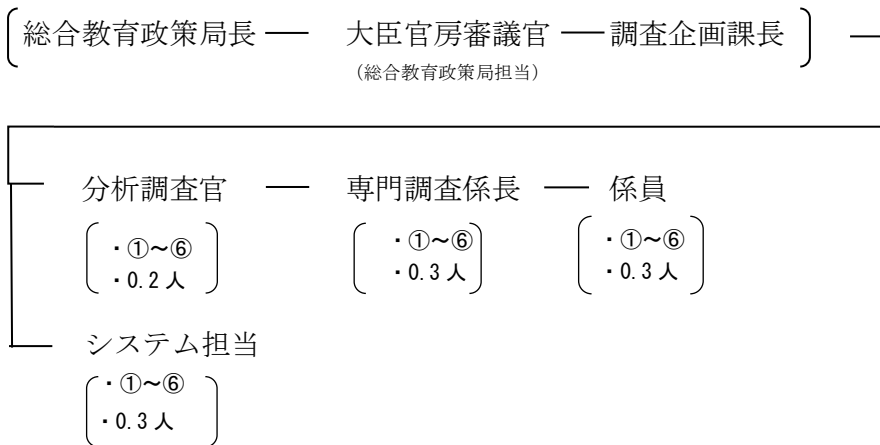 総合教育政策局長 ― 大臣官房審議官 ― 調査企画課長
(総合教育政策局担当)
分析調査官 ― 専門調査係長 ― 係員
・①~⑥ ・①~⑥ ・①~⑥
・0.2人 ・0.3人 ・0.3人
システム担当
・①~⑥
・0.3人